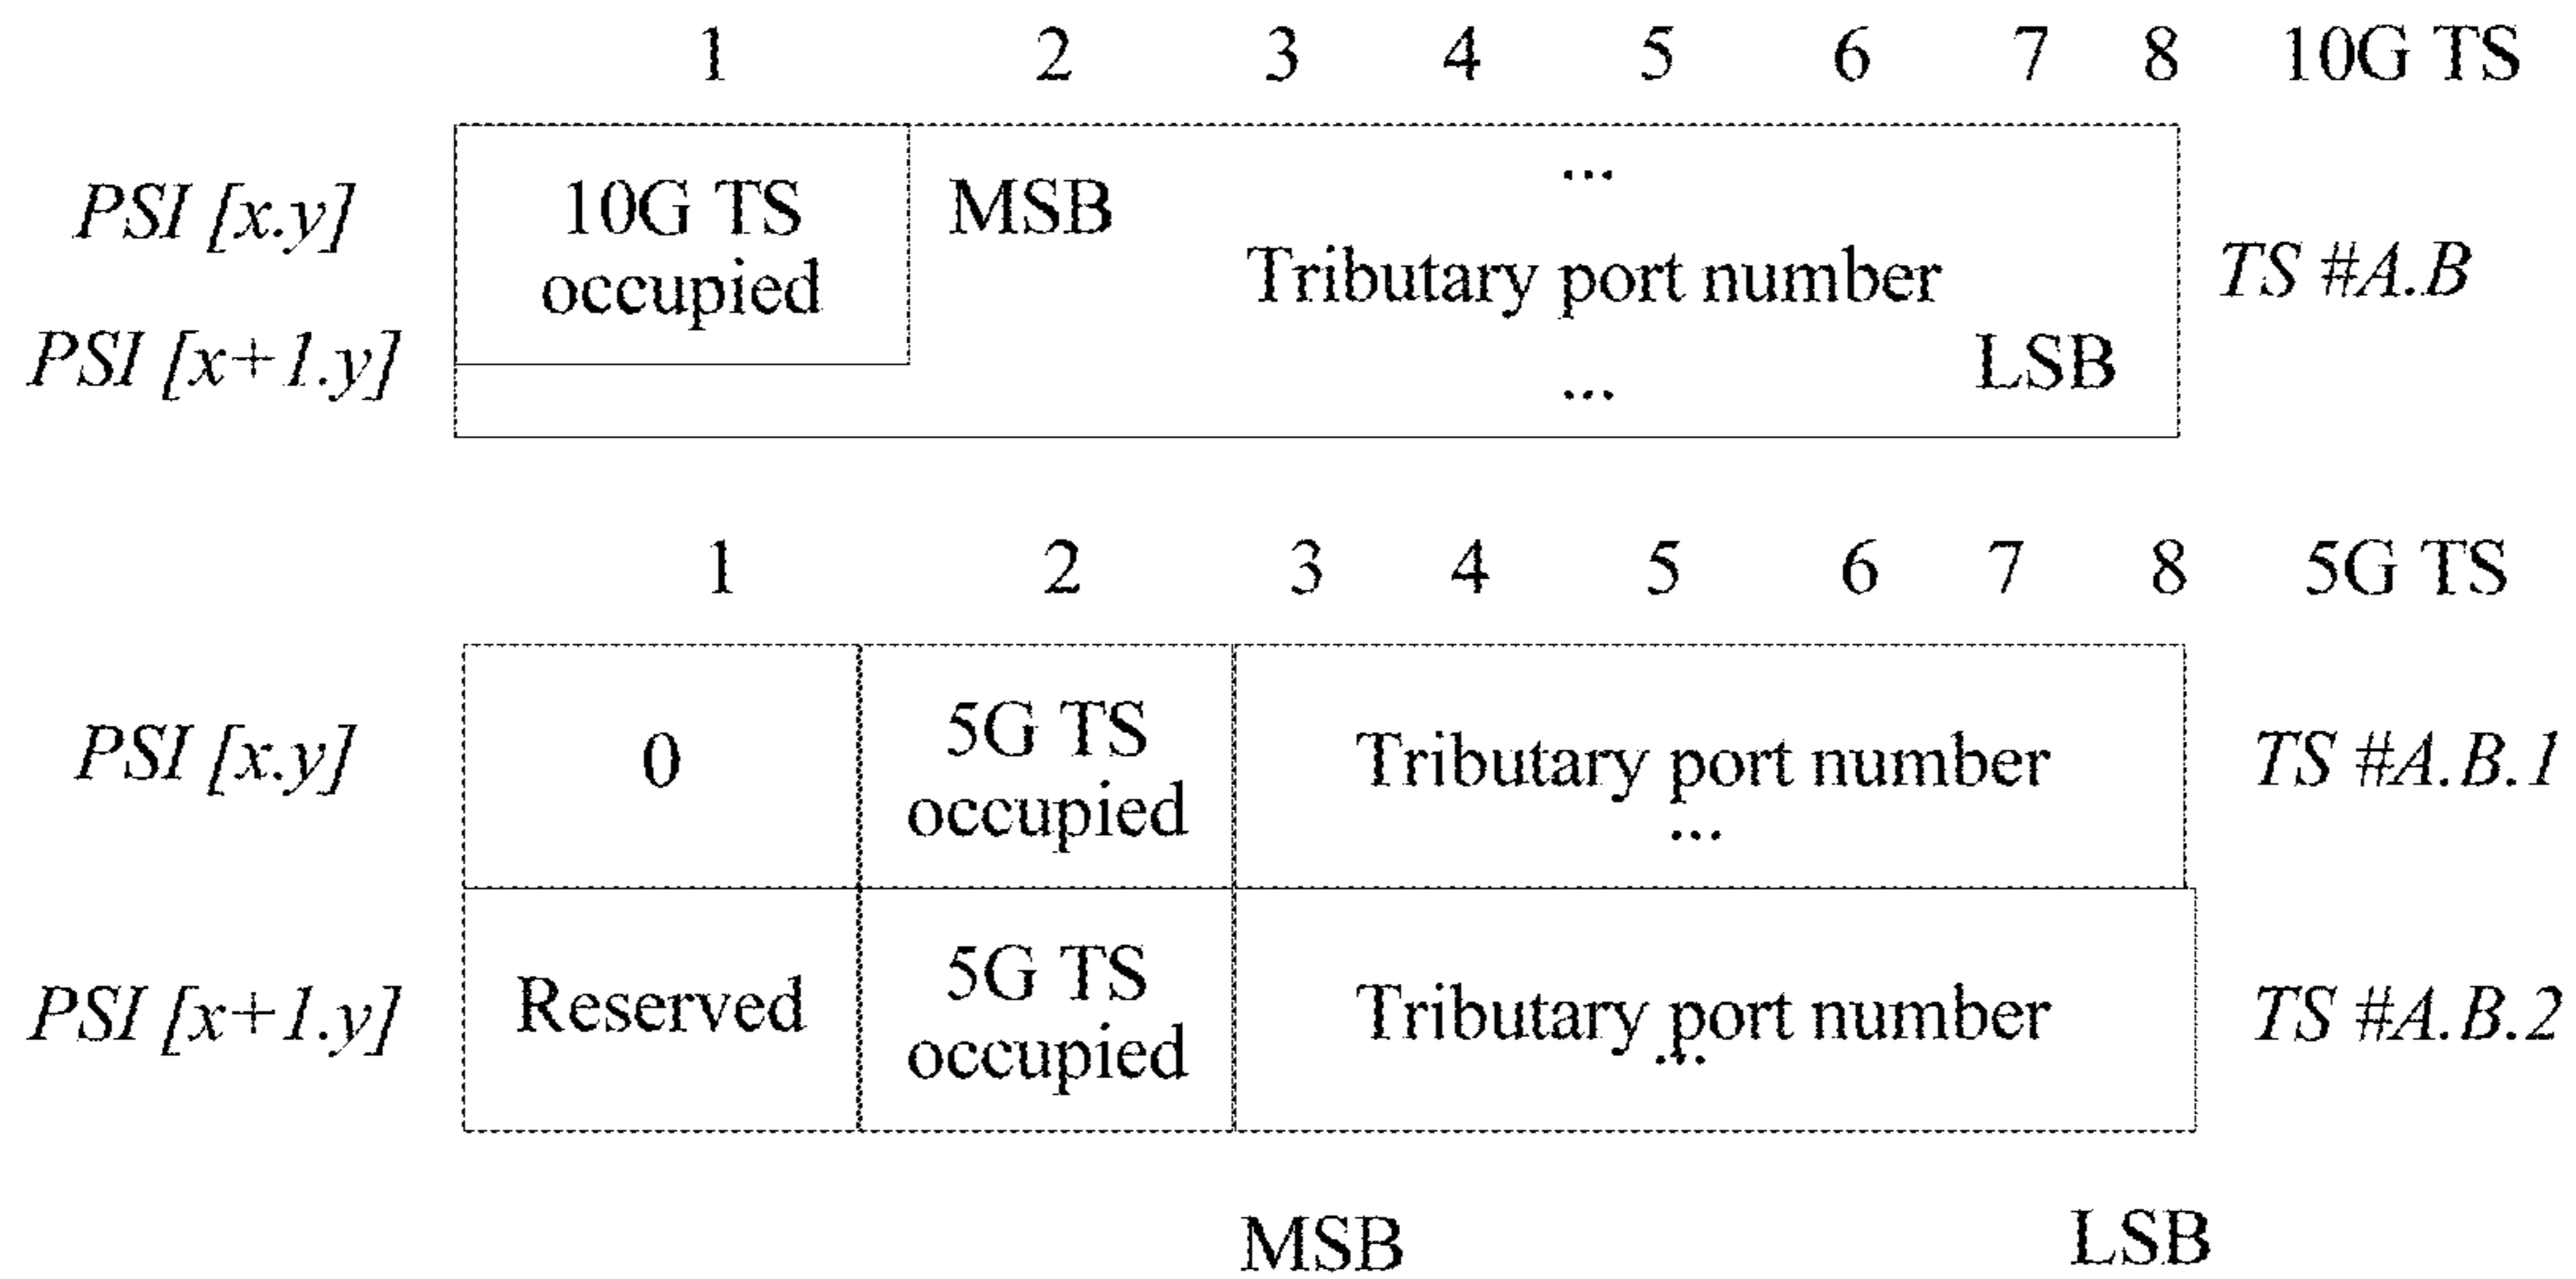 1 2 3 4 5 6 7 8 10G TS
PSI [x.y] 10G TS MSB ...
occupied Tributary port number TS #A.B
PSI [x+1.y] ... LSB
1 2 3 4 5 6 7 8 5G TS
PSI [x.y] 0 5G TS occupied Tributary port number ... TS #A.B.1
PSI [x+1.y] Reserved 5G TS occupied Tributary port number ... TS #A.B.2
MSB LSB